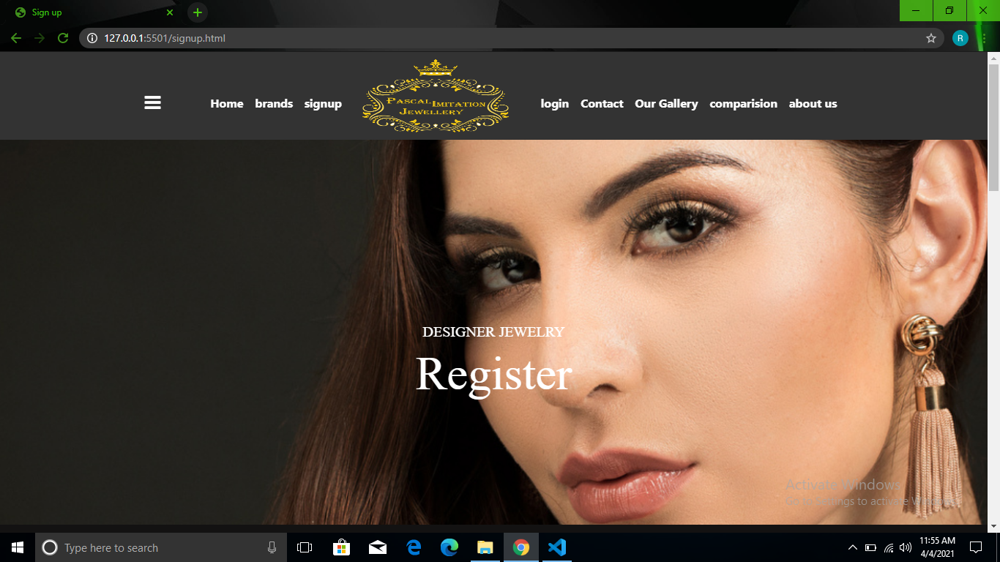 Sign up
127.0.0.1:5501/signup.html
R
Home brands signup
Pascal Imitation
Jewellery
login Contact Our Gallery comparision about us
DESIGNER JEWELRY
Register
Activate Windows
Go to Settings to activate Windows.
Type here to search
11:55 AM
4/4/2021